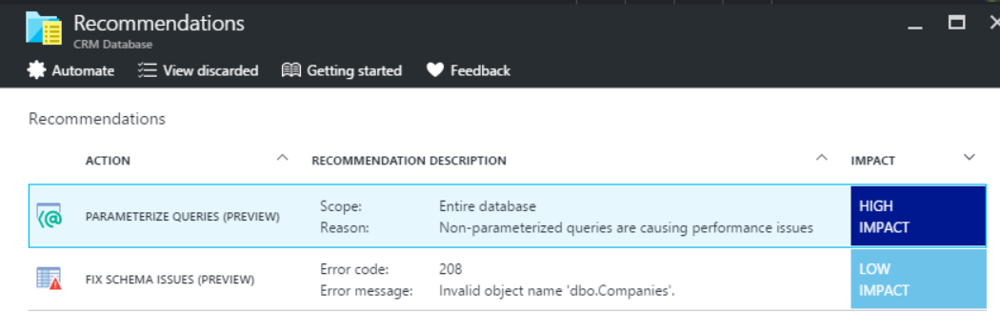 Recommendations
CRM Database
Automate View discarded Getting started Feedback
Recommendations
ACTION RECOMMENDATION DESCRIPTION IMPACT
PARAMETERIZE QUERIES (PREVIEW)
Scope: Entire database
Reason: Non-parameterized queries are causing performance issues
HIGH
IMPACT
FIX SCHEMA ISSUES (PREVIEW)
Error code: 208
Error message: Invalid object name 'dbo.Companies'.
LOW
IMPACT